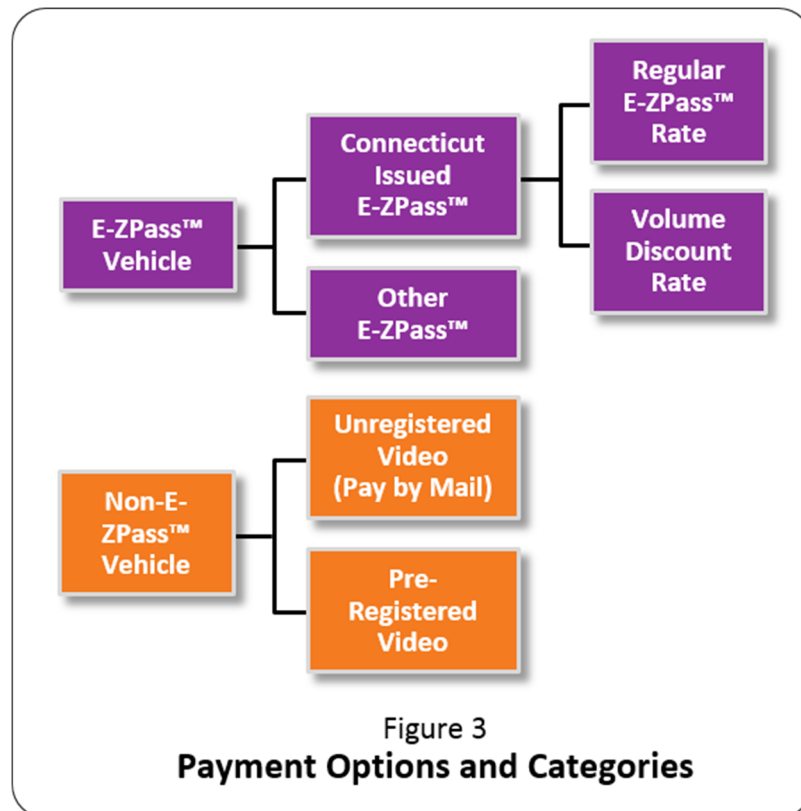 Regular
E-ZPass™
Rate
Connecticut
Issued
E-ZPass™
E-ZPass™
Vehicle
Volume
Discount
Rate
Other
E-ZPass™
Unregistered
Video
(Pay by Mail)
Non-E-
ZPass™
Vehicle
Pre-
Registered
Video
Figure 3
Payment Options and Categories